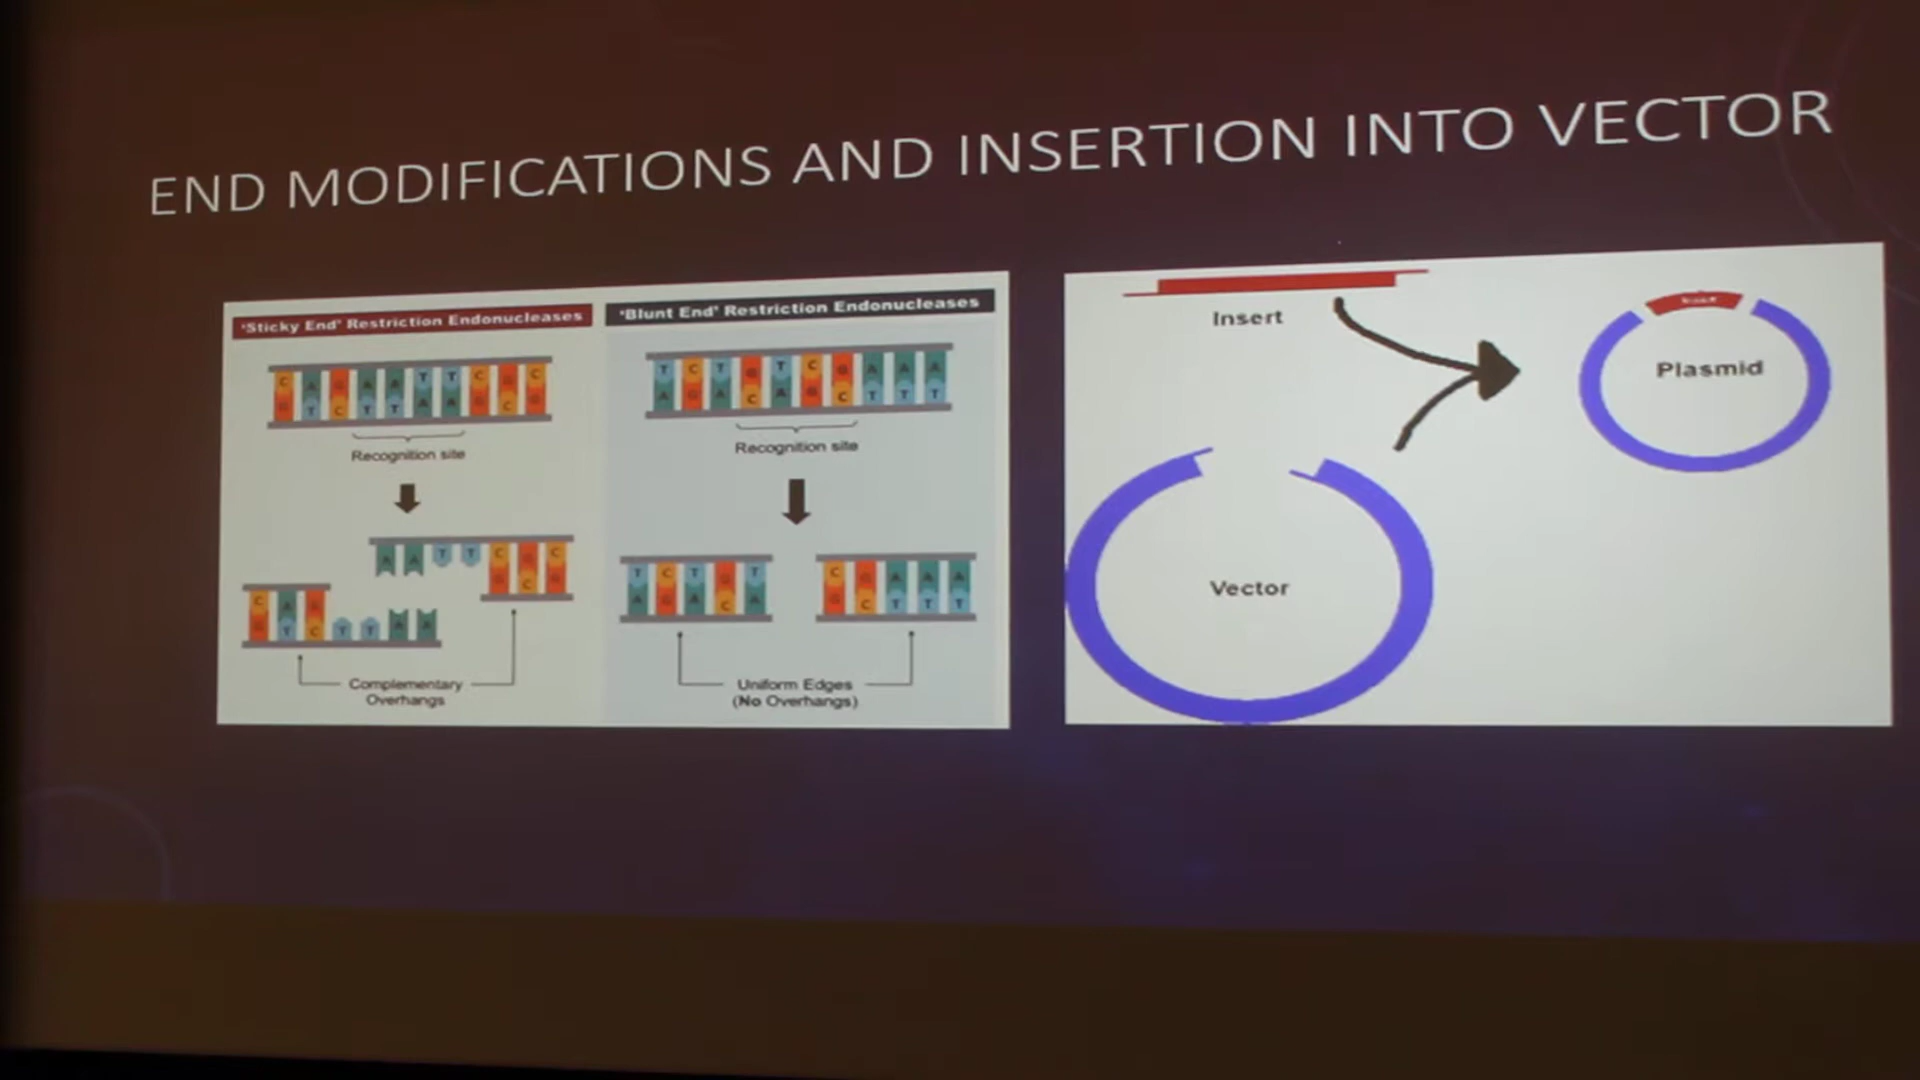 END MODIFICATIONS AND INSERTION INTO VECTOR
'Sticky End' Restriction Endonucleases
C A G A A T T C G C
G T C T T A A G C G
Recognition site
A A T T C G C
G C G
C A G
G T C T T A A
Complementary
Overhangs
'Blunt End' Restriction Endonucleases
T C T G T C G A A A
A G A C A G C T T T
Recognition site
T C T G T
A G A C A
C G A A A
G C T T T
Uniform Edges
(No Overhangs)
Insert
Vector
Plasmid